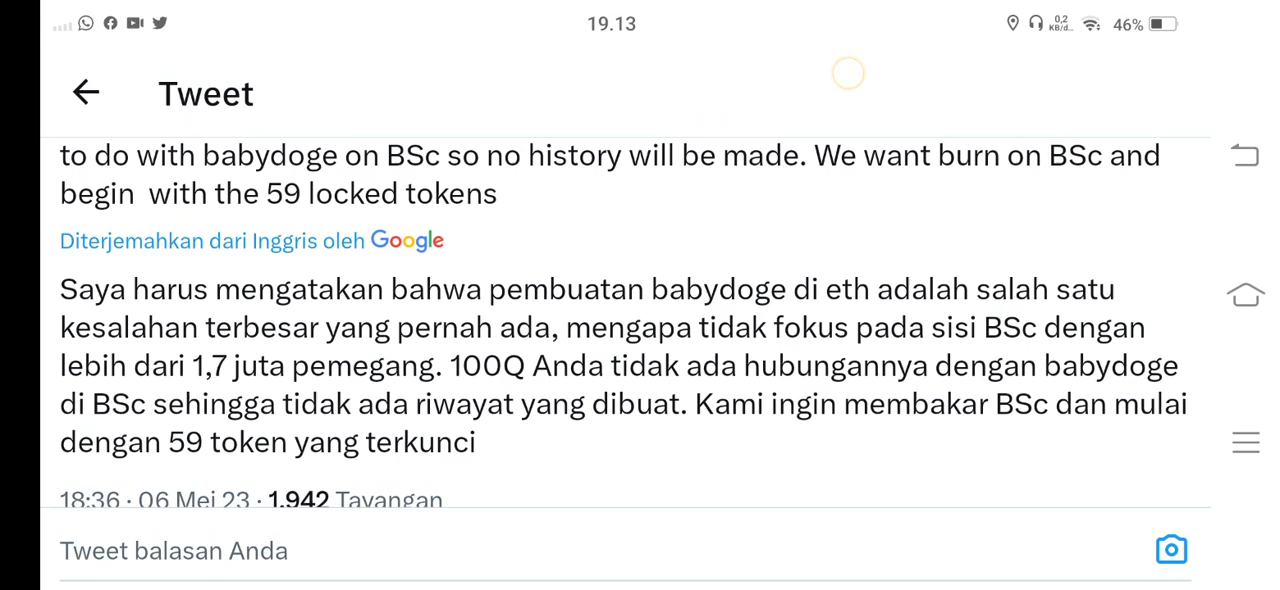 19.13
0,2
KB/d...
46%
Tweet
to do with babydoge on BSc so no history will be made. We want burn on BSc and
begin with the 59 locked tokens
Diterjemahkan dari Inggris oleh Google
Saya harus mengatakan bahwa pembuatan babydoge di eth adalah salah satu
kesalahan terbesar yang pernah ada, mengapa tidak fokus pada sisi BSc dengan
lebih dari 1,7 juta pemegang. 100Q Anda tidak ada hubungannya dengan babydoge
di BSc sehingga tidak ada riwayat yang dibuat. Kami ingin membakar BSc dan mulai
dengan 59 token yang terkunci
18:36 · 06 Mei 23 · 1.942 Tayangan
Tweet balasan Anda